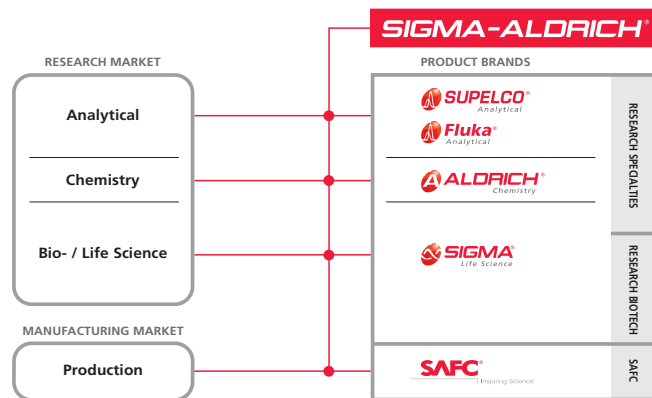 SIGMA-ALDRICH®
RESEARCH MARKET
PRODUCT BRANDS
Analytical
SUPELCO®
Analytical
Fluka®
Analytical
Chemistry
ALDRICH®
Chemistry
Bio- / Life Science
SIGMA®
Life Science
RESEARCH SPECIALTIES
RESEARCH BIOTECH
MANUFACTURING MARKET
Production
SAFC®
Inspiring Science™
SAFC